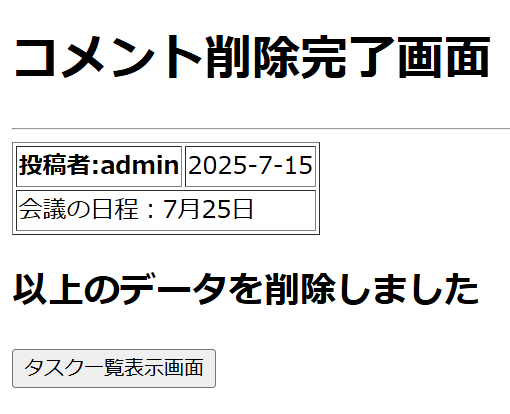 コメント削除完了画面
投稿者:admin 2025-7-15
会議の日程：7月25日
以上のデータを削除しました
タスク一覧表示画面